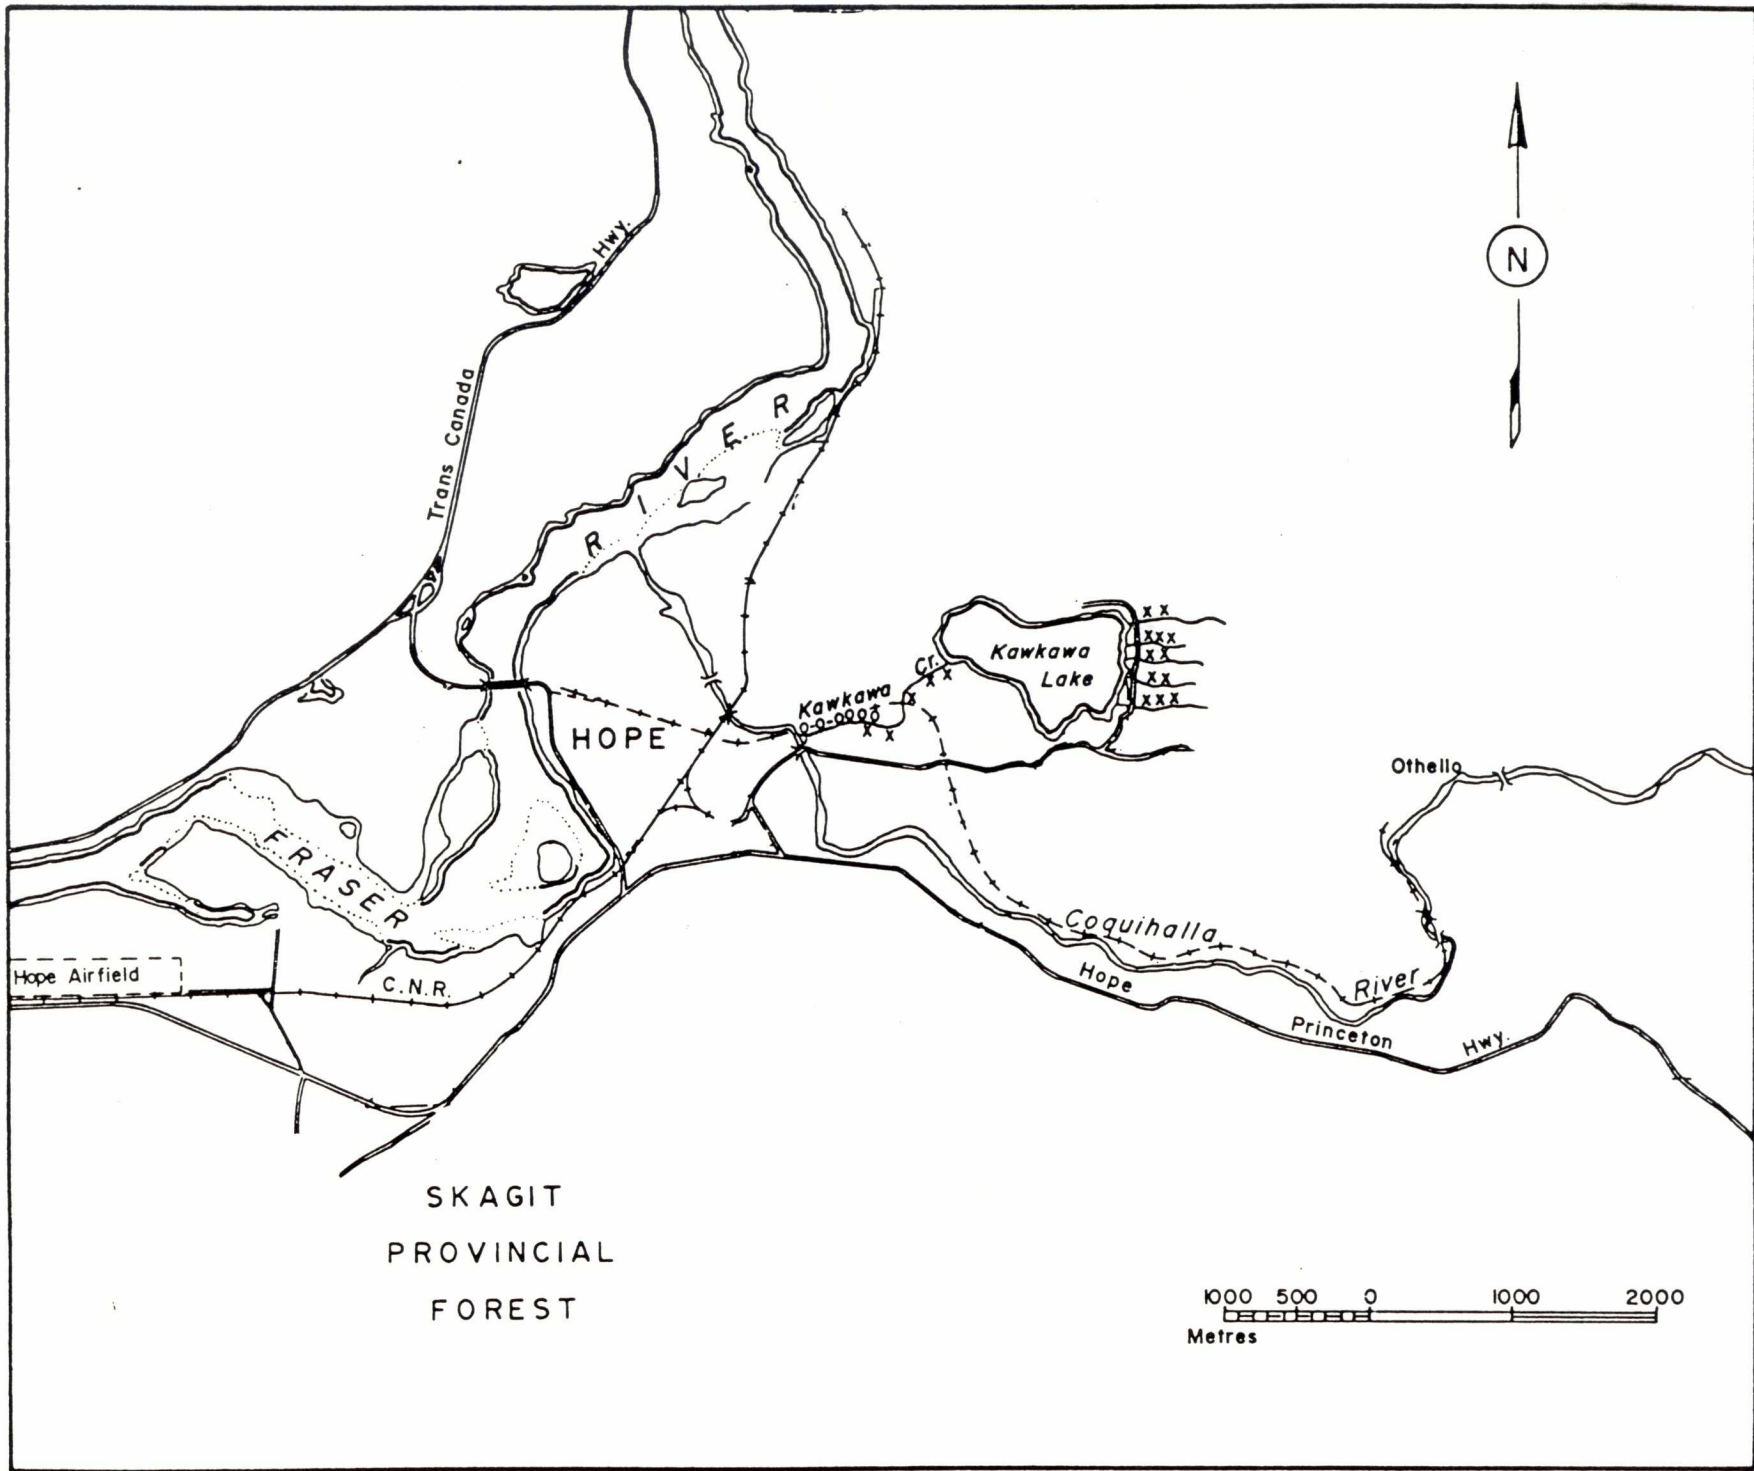 Hwy.
N
Trans Canada
RIVER
Kawkawa
Lake
Cr.
Kawkawa
HOPE
Othello
FRASER
Coquihalla
River
Hope Airfield
C.N.R.
Hope
Princeton
Hwy.
SKAGIT
PROVINCIAL
FOREST
1000 500 0 1000 2000
Metres